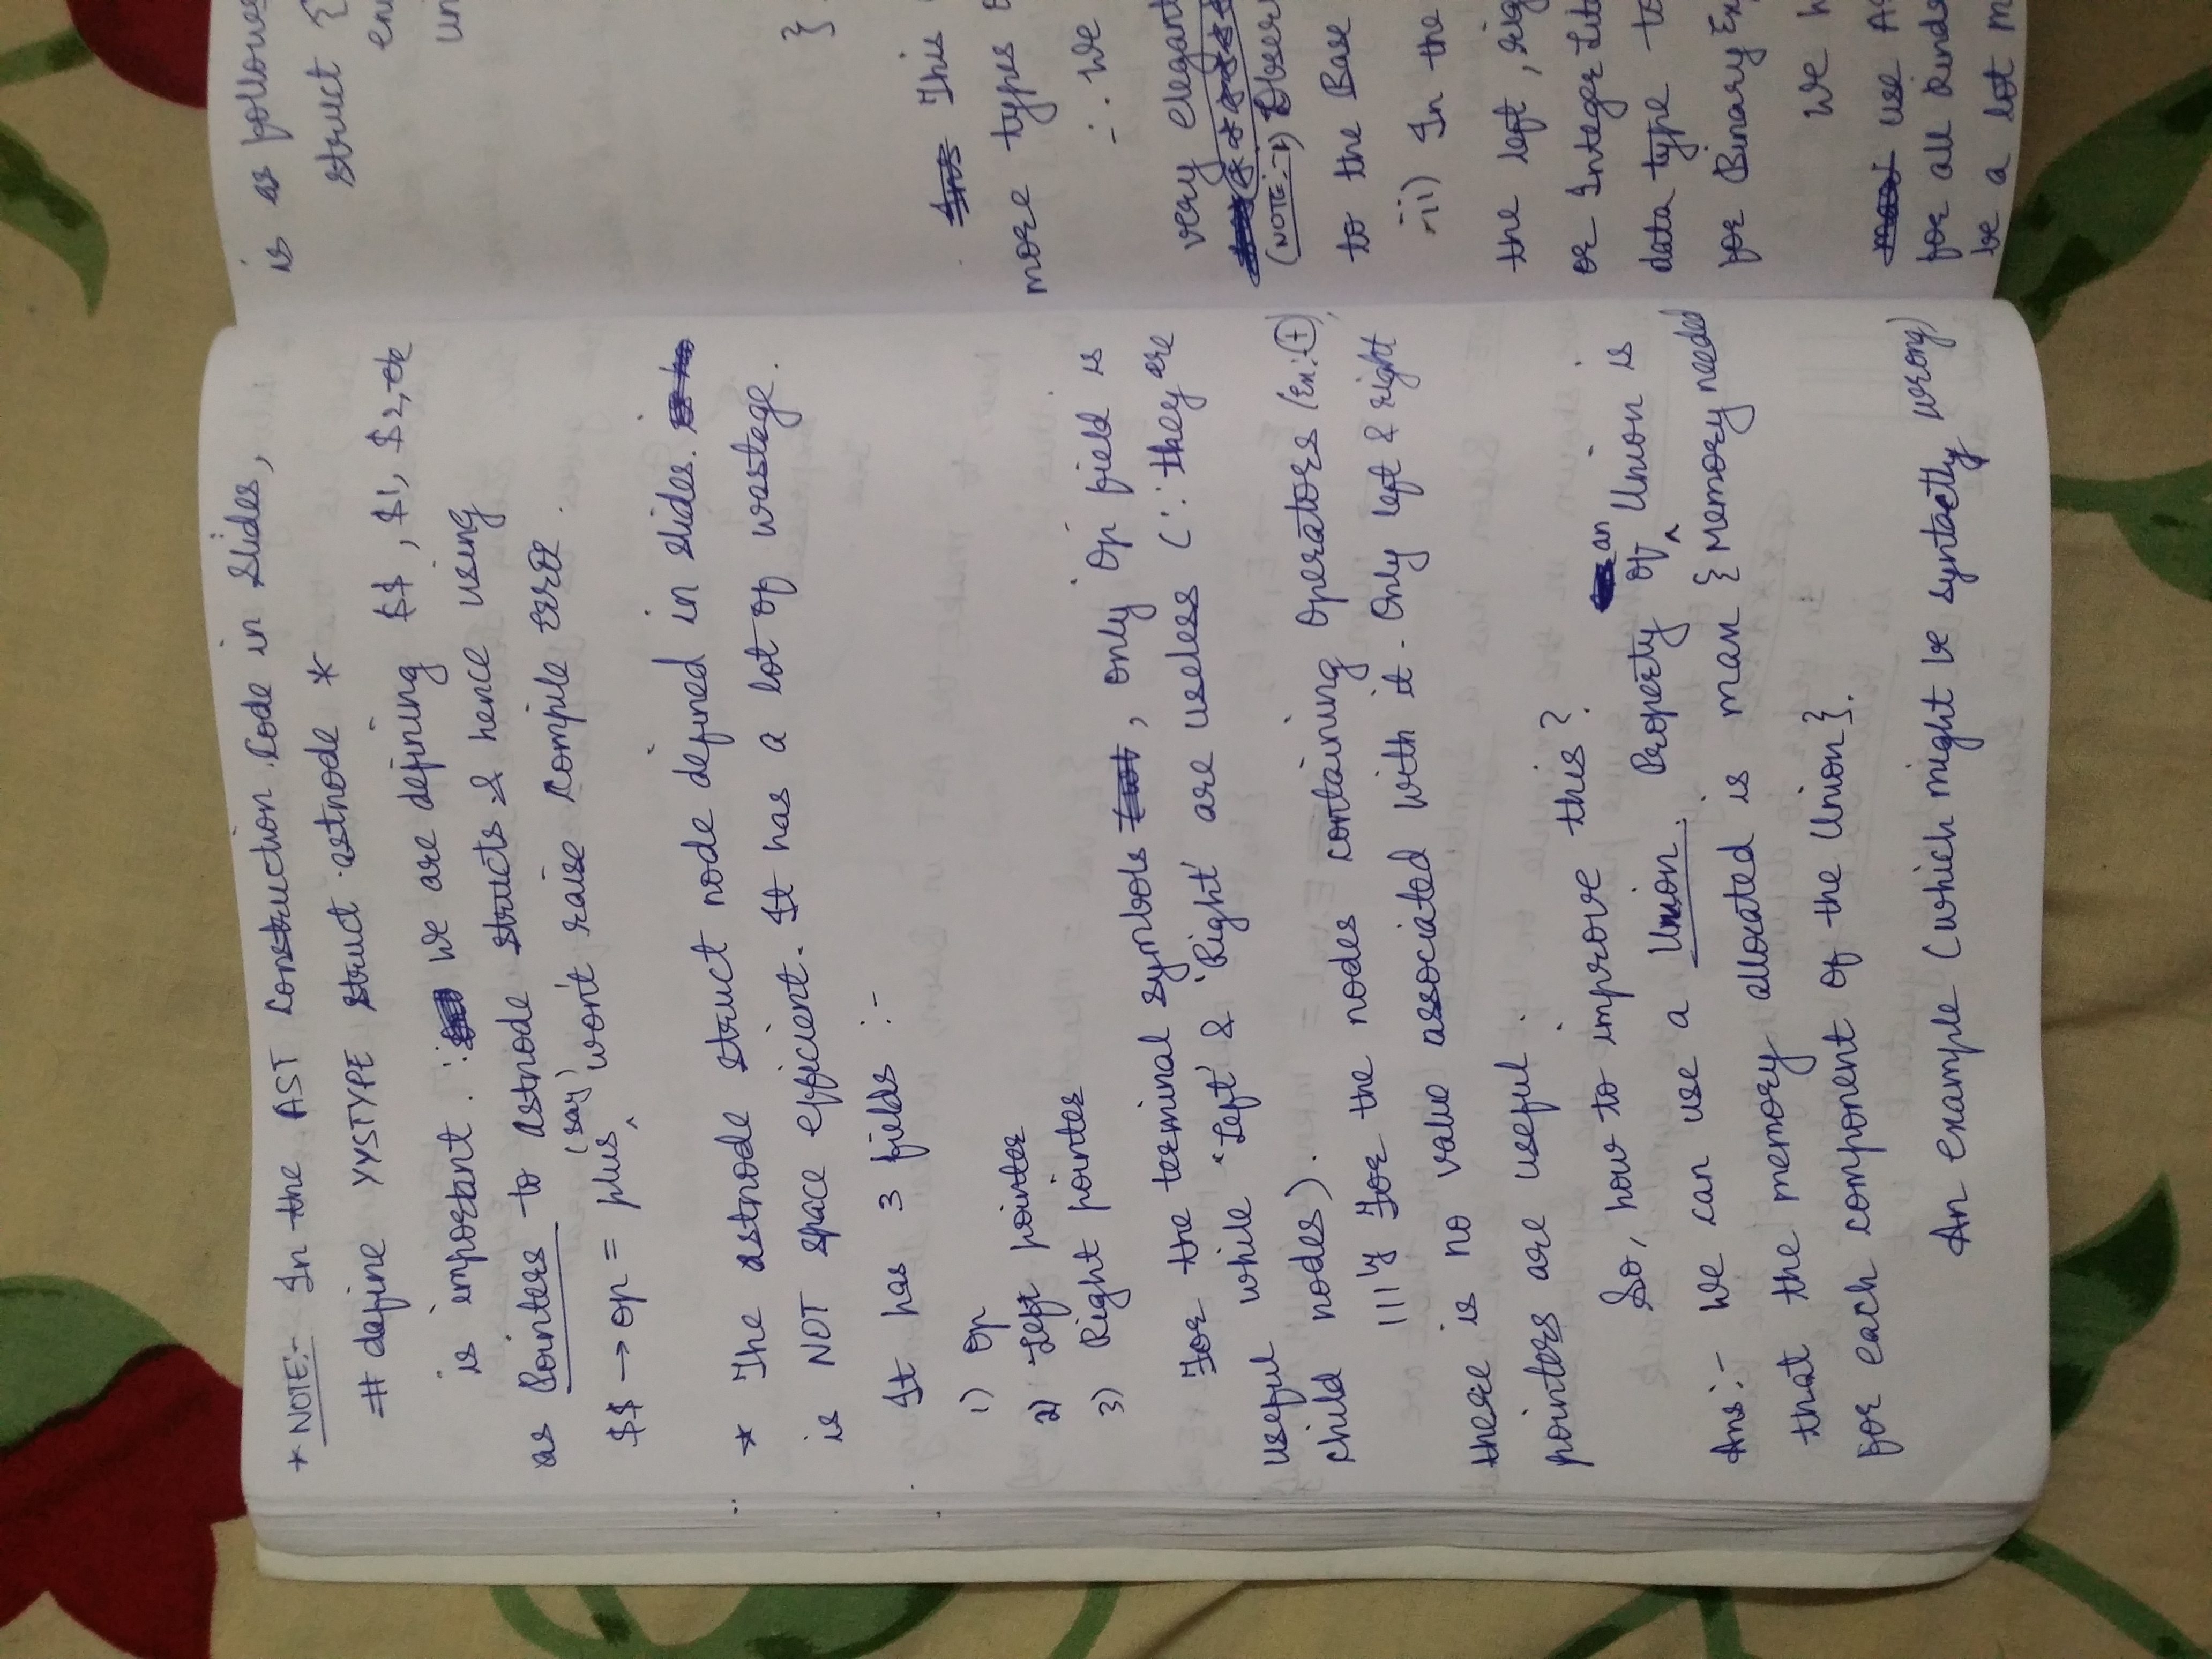 * NOTE:- In the AST Construction Code in Slides,
# define YYSTYPE struct astnode *
is important. : We are defining $$, $1, $2, etc
as Pointers to astnode structs & hence using
$$ → op = plus (say) won't raise Compile Error.
* The astnode struct node defined in slides.
is NOT space efficient. It has a lot of wastage.
It has 3 fields :-
1) Op
2) Left pointer
3) Right pointer
For the terminal symbols, only 'Op' field is
useful while 'Left' & 'Right' are useless (∵ they are
child nodes).
|||ly For the nodes containing Operators (Ex:- +),
there is no value associated with it. Only left & right
pointers are useful.
So, how to improve this?
Ans:- We can use a Union. Property of an Union is
that the memory allocated is max {Memory needed
for each component of the Union}.
An example (which might be syntactly wrong)
is as follows
struct {
en
un
}
This
more types
∴ We
very elegant
(NOTE:- i) Obser
to the Base
ii) In the
the left, rig
or Integer Lit
data type to
for Binary Ex
We h
use AS
for all kinds
be a lot m